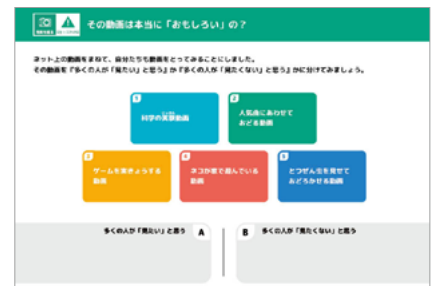 その動画は本当に「おもしろい」の？
ネット上の動画をまねて、自分たちも動画をとってみることにしました。
その動画を『多くの人が「見たい」と思う』か『多くの人が「見たくない」と思う』かに分けてみましょう。
1
科学の実験動画
2
人気曲にあわせて
おどる動画
3
ゲームを実きょうする
動画
4
ネコが家で遊んでいる
動画
5
とつぜん虫を見せて
おどろかせる動画
多くの人が「見たい」と思う A
B 多くの人が「見たくない」と思う